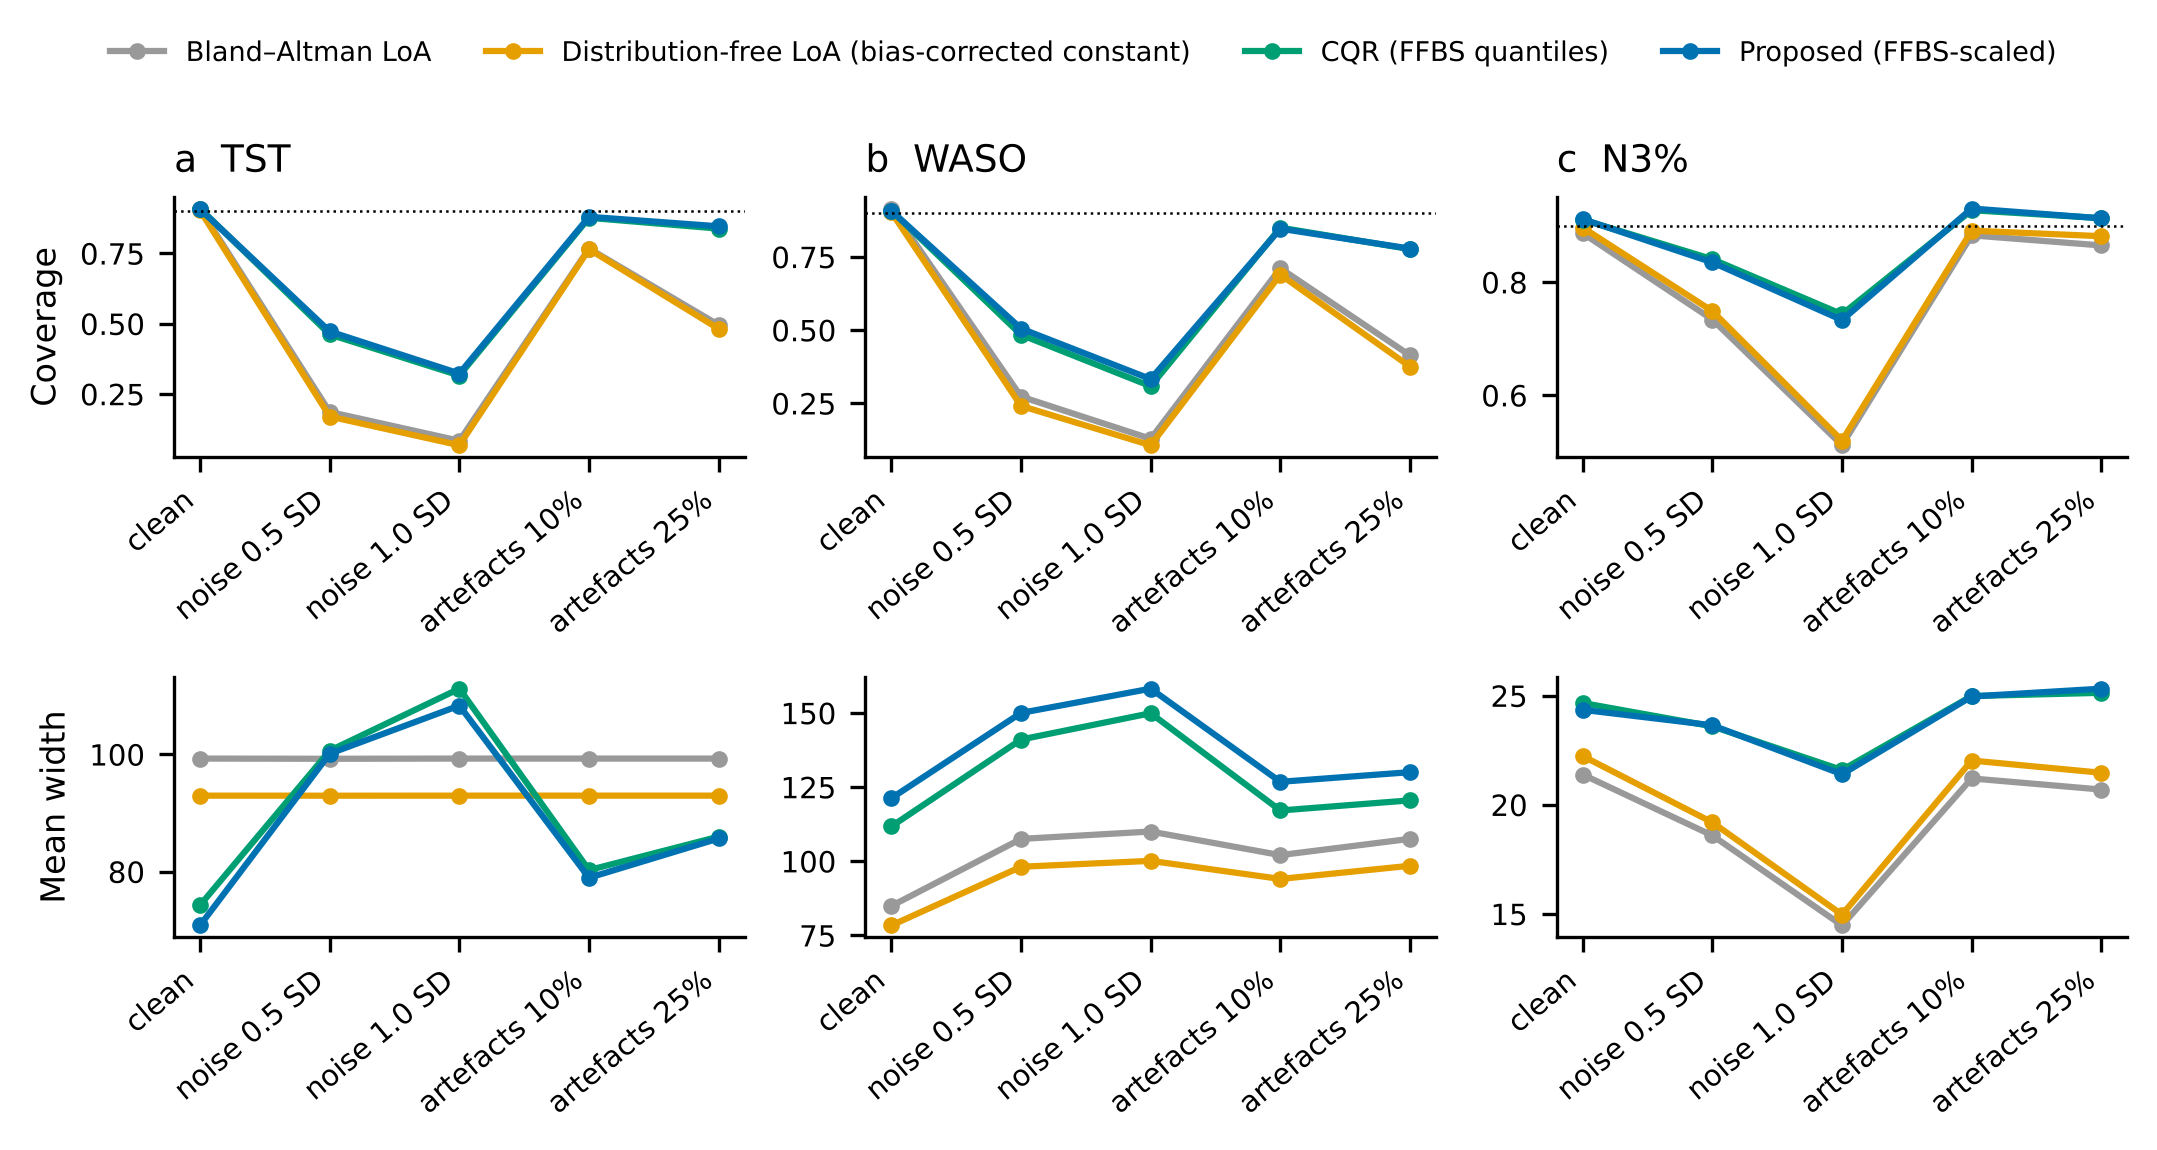 Bland–Altman LoA
Distribution-free LoA (bias-corrected constant)
CQR (FFBS quantiles)
Proposed (FFBS-scaled)
a TST
b WASO
c N3%
Coverage
0.75
0.50
0.25
clean
noise 0.5 SD
noise 1.0 SD
artefacts 10%
artefacts 25%
0.75
0.50
0.25
clean
noise 0.5 SD
noise 1.0 SD
artefacts 10%
artefacts 25%
0.8
0.6
clean
noise 0.5 SD
noise 1.0 SD
artefacts 10%
artefacts 25%
Mean width
100
80
clean
noise 0.5 SD
noise 1.0 SD
artefacts 10%
artefacts 25%
150
125
100
75
clean
noise 0.5 SD
noise 1.0 SD
artefacts 10%
artefacts 25%
25
20
15
clean
noise 0.5 SD
noise 1.0 SD
artefacts 10%
artefacts 25%